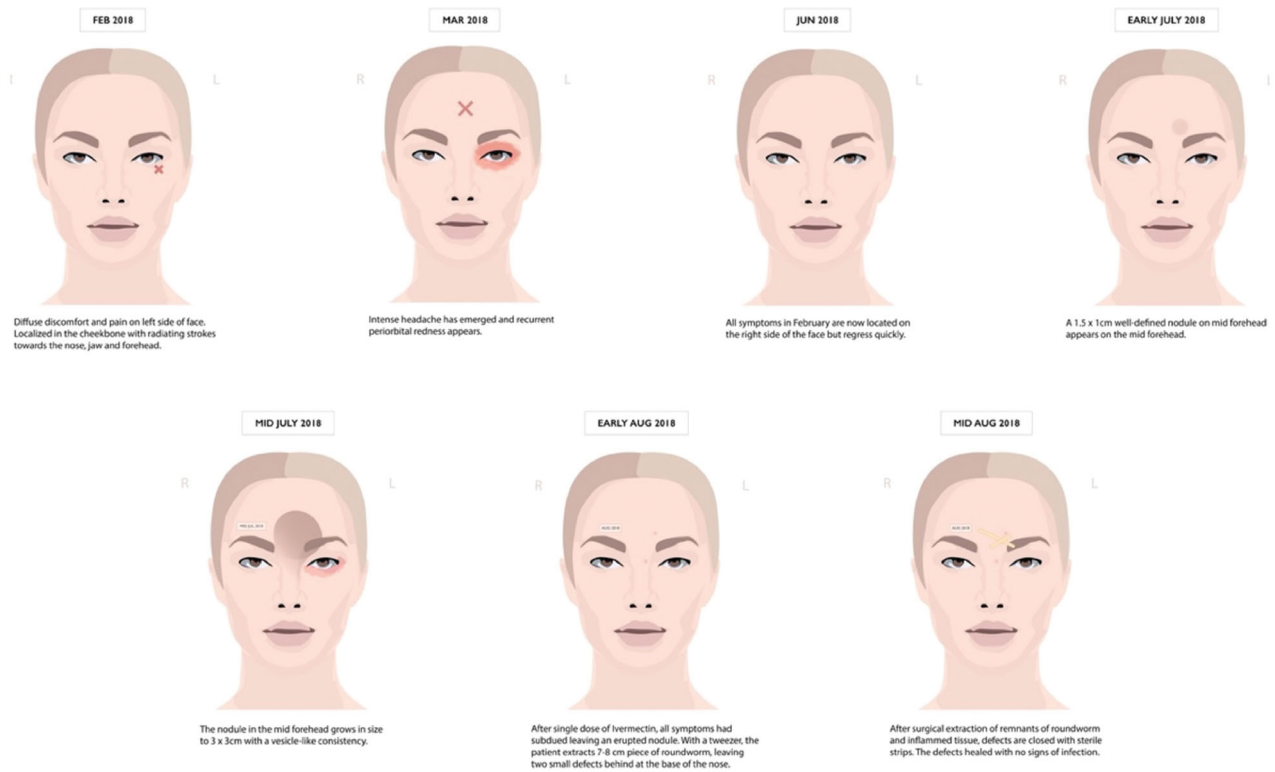 FEB 2018
MAR 2018
JUN 2018
EARLY JULY 2018
L
R
L
R
L
R
Diffuse discomfort and pain on left side of face.
Localized in the cheekbone with radiating strokes
towards the nose, jaw and forehead.
Intense headache has emerged and recurrent
periorbital redness appears.
All symptoms in February are now located on
the right side of the face but regress quickly.
A 1.5 x 1cm well-defined nodule on mid forehead
appears on the mid forehead.
MID JULY 2018
EARLY AUG 2018
MID AUG 2018
R
L
R
L
R
L
MID JUL 2018
AUG 2018
AUG 2018
The nodule in the mid forehead grows in size
to 3 x 3cm with a vesicle-like consistency.
After single dose of Ivermectin, all symptoms had
subdued leaving an erupted nodule. With a tweezer, the
patient extracts 7-8 cm piece of roundworm, leaving
two small defects behind at the base of the nose.
After surgical extraction of remnants of roundworm
and inflammed tissue, defects are closed with sterile
strips. The defects healed with no signs of infection.